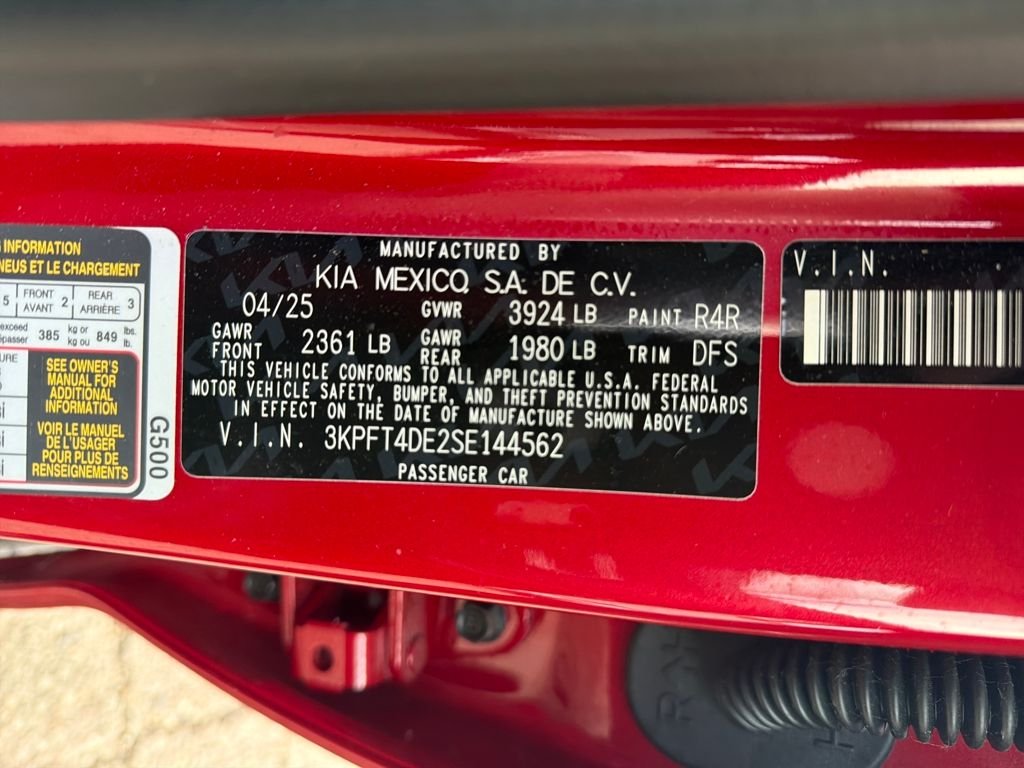 G INFORMATION
NEUS ET LE CHARGEMENT
5 FRONT AVANT 2 REAR ARRIÈRE 3
exceed 385 kg or kg ou 849 lbs. lb.
SEE OWNER'S
MANUAL FOR
ADDITIONAL
INFORMATION
VOIR LE MANUEL
DE L'USAGER
POUR PLUS DE
RENSEIGNEMENTS
G500
MANUFACTURED BY
KIA MEXICO, S.A. DE C.V.
04/25 GVWR 3924 LB PAINT R4R
GAWR FRONT 2361 LB GAWR REAR 1980 LB TRIM DFS
THIS VEHICLE CONFORMS TO ALL APPLICABLE U.S.A. FEDERAL
MOTOR VEHICLE SAFETY, BUMPER, AND THEFT PREVENTION STANDARDS
IN EFFECT ON THE DATE OF MANUFACTURE SHOWN ABOVE.
V.I.N. 3KPFT4DE2SE144562
PASSENGER CAR
V.I.N.